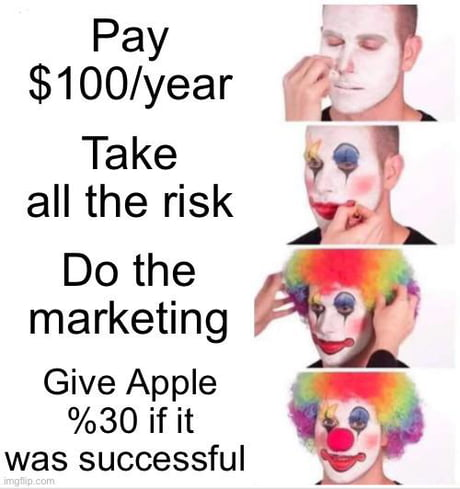 Pay
$100/year
Take
all the risk
Do the
marketing
Give Apple
%30 if it
was successful
imgflip.com